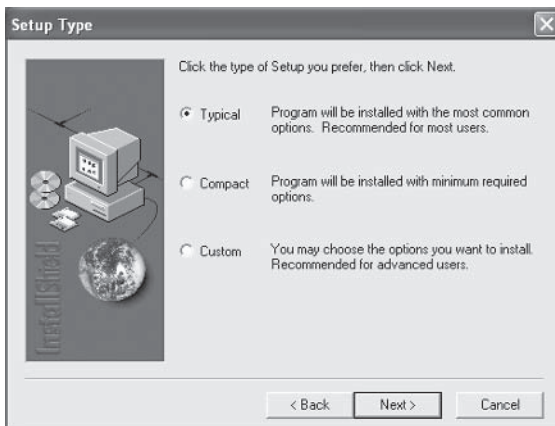 Setup Type
Click the type of Setup you prefer, then click Next.
Typical
Program will be installed with the most common
options. Recommended for most users.
Compact
Program will be installed with minimum required
options.
Custom
You may choose the options you want to install.
Recommended for advanced users.
InstallShield
< Back
Next >
Cancel